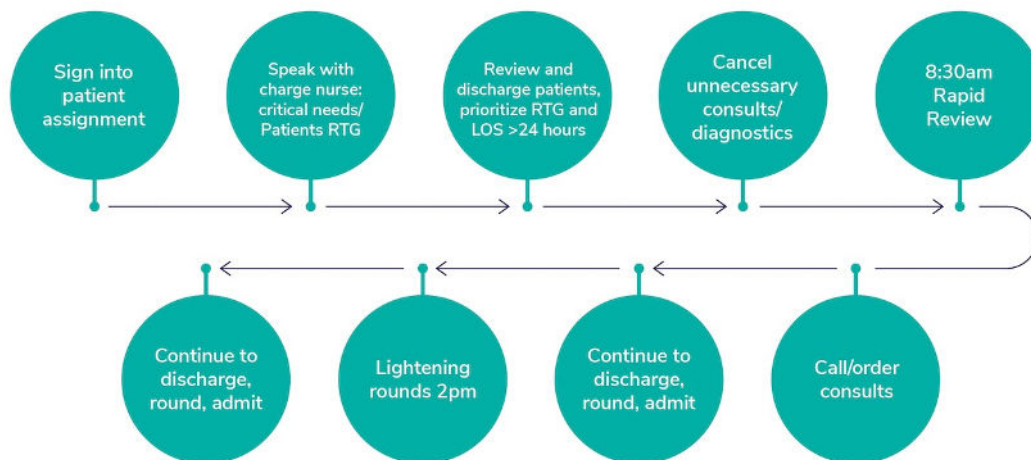 Sign into
patient
assignment
Speak with
charge nurse:
critical needs/
Patients RTG
Review and
discharge patients,
prioritize RTG and
LOS >24 hours
Cancel
unnecessary
consults/
diagnostics
8:30am
Rapid
Review
Call/order
consults
Continue to
discharge,
round, admit
Lightening
rounds 2pm
Continue to
discharge,
round, admit